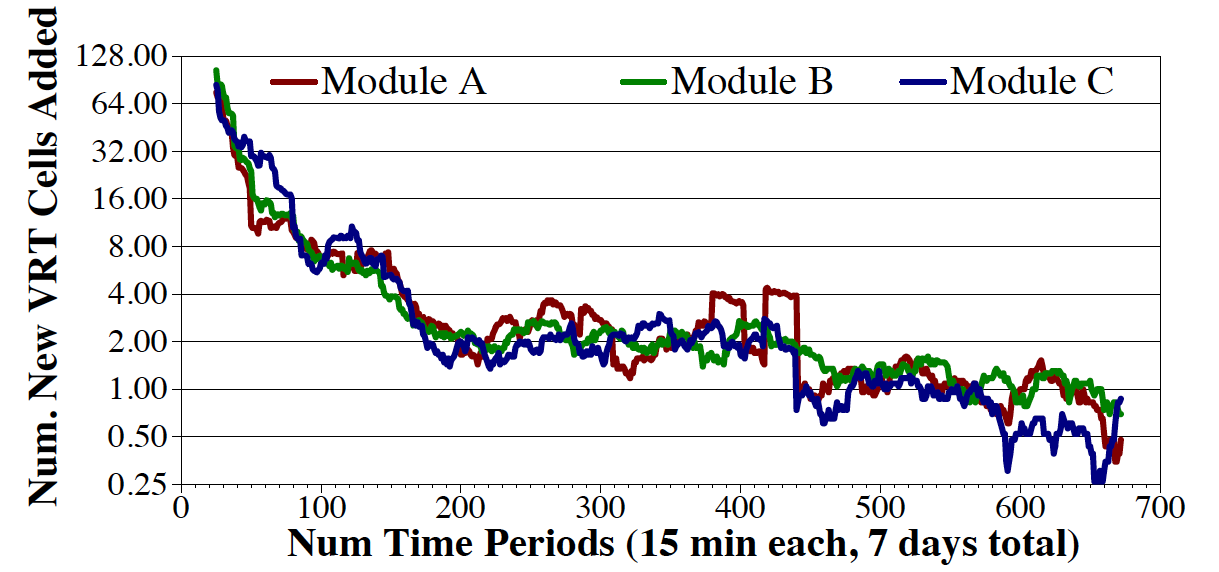 Num. New VRT Cells Added
128.00
64.00
32.00
16.00
8.00
4.00
2.00
1.00
0.50
0.25
Module A Module B Module C
0 100 200 300 400 500 600 700
Num Time Periods (15 min each, 7 days total)